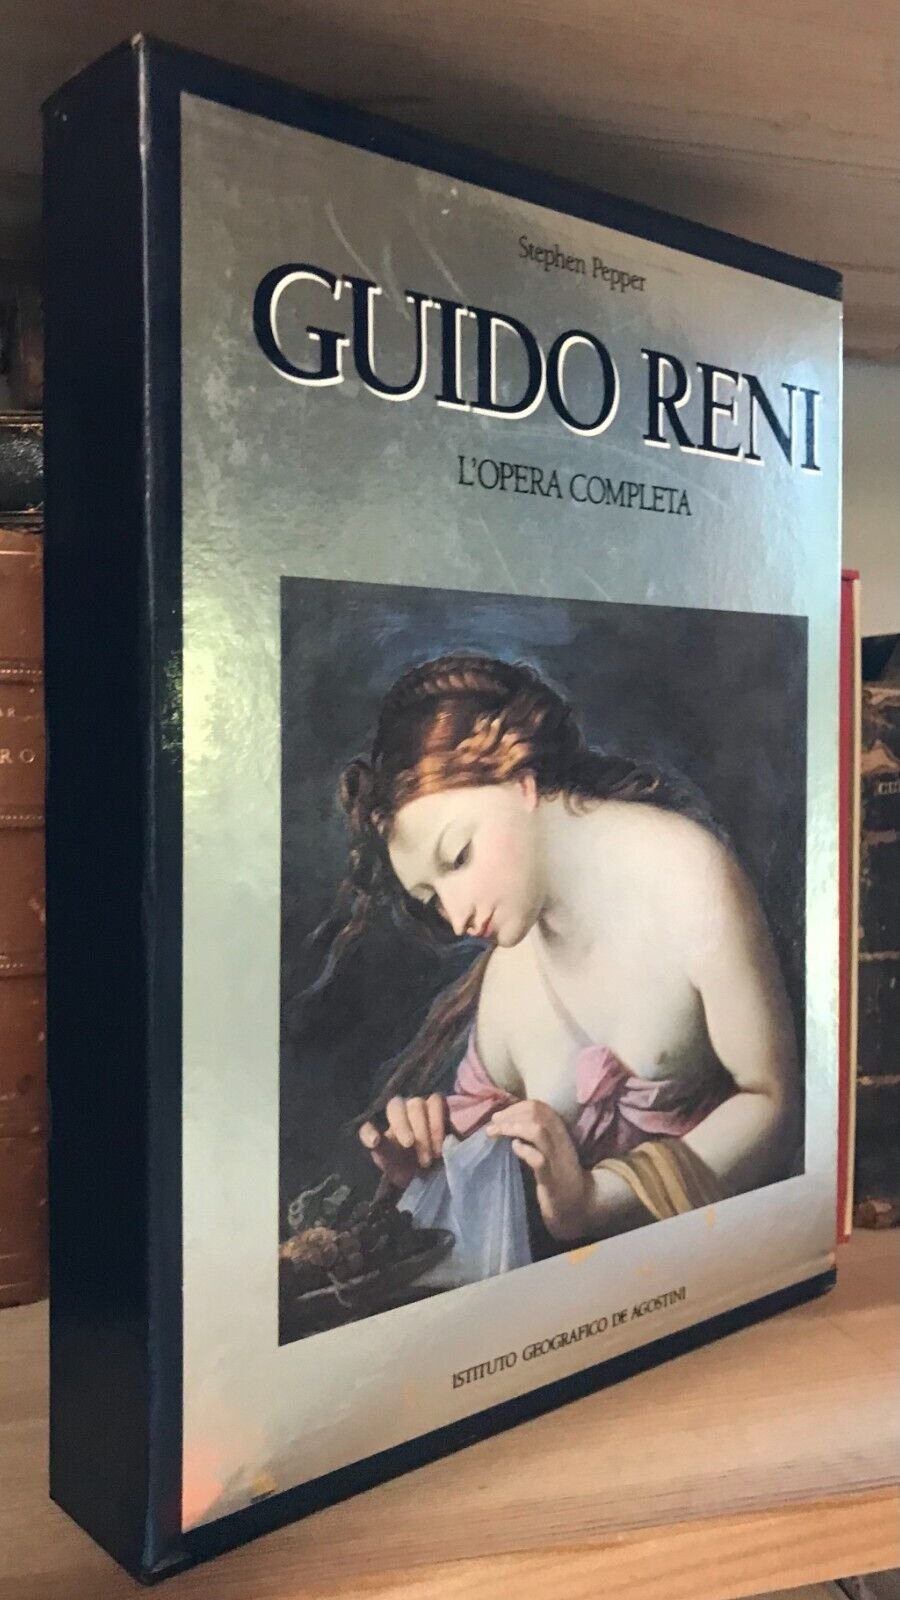 Stephen Pepper
GUIDO RENI
L'OPERA COMPLETA
ISTITUTO GEOGRAFICO DE AGOSTINI